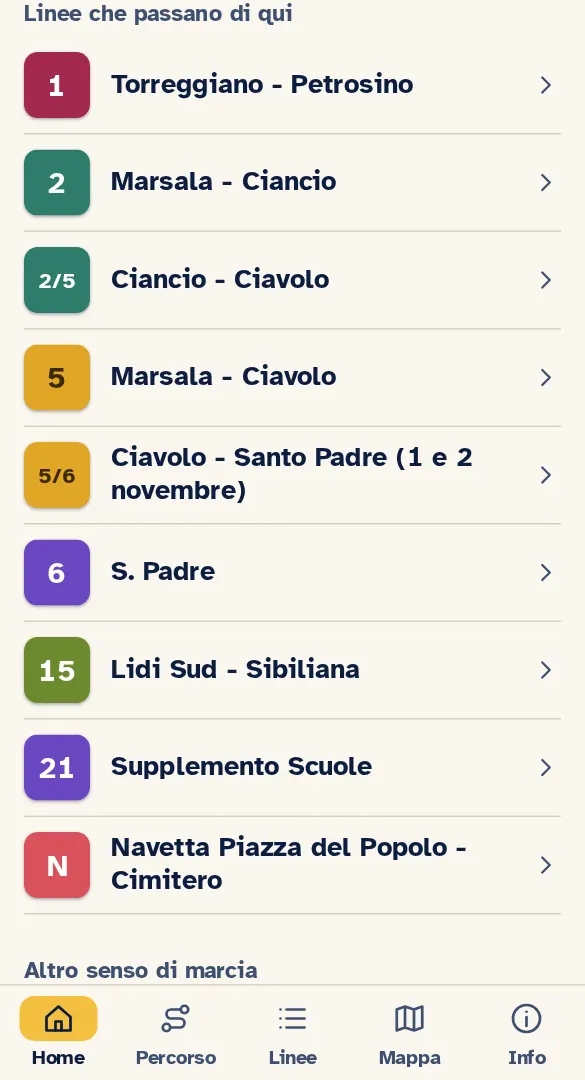 Linee che passano di qui
1 Torreggiano - Petrosino
2 Marsala - Ciancio
2/5 Ciancio - Ciavolo
5 Marsala - Ciavolo
5/6 Ciavolo - Santo Padre (1 e 2
novembre)
6 S. Padre
15 Lidi Sud - Sibiliana
21 Supplemento Scuole
N Navetta Piazza del Popolo -
Cimitero
Altro senso di marcia
Home Percorso Linee Mappa Info